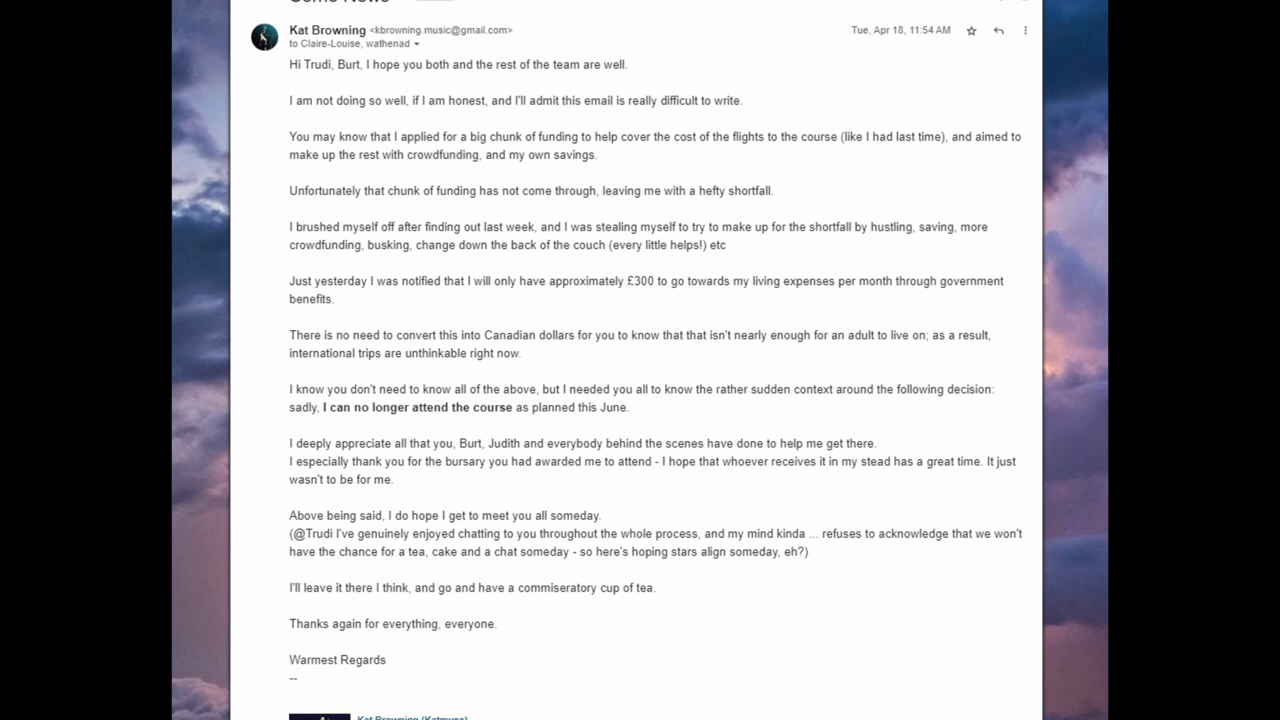 Some News
Kat Browning <kbrowning.music@gmail.com>
Tue, Apr 18, 11:54 AM
to Claire-Louise, wathenad
Hi Trudi, Burt, I hope you both and the rest of the team are well.
I am not doing so well, if I am honest, and I'll admit this email is really difficult to write.
You may know that I applied for a big chunk of funding to help cover the cost of the flights to the course (like I had last time), and aimed to
make up the rest with crowdfunding, and my own savings.
Unfortunately that chunk of funding has not come through, leaving me with a hefty shortfall.
I brushed myself off after finding out last week, and I was stealing myself to try to make up for the shortfall by hustling, saving, more
crowdfunding, busking, change down the back of the couch (every little helps!) etc
Just yesterday I was notified that I will only have approximately £300 to go towards my living expenses per month through government
benefits.
There is no need to convert this into Canadian dollars for you to know that that isn't nearly enough for an adult to live on; as a result,
international trips are unthinkable right now.
I know you don't need to know all of the above, but I needed you all to know the rather sudden context around the following decision:
sadly, I can no longer attend the course as planned this June.
I deeply appreciate all that you, Burt, Judith and everybody behind the scenes have done to help me get there.
I especially thank you for the bursary you had awarded me to attend - I hope that whoever receives it in my stead has a great time. It just
wasn't to be for me.
Above being said, I do hope I get to meet you all someday.
(@Trudi I've genuinely enjoyed chatting to you throughout the whole process, and my mind kinda ... refuses to acknowledge that we won't
have the chance for a tea, cake and a chat someday - so here's hoping stars align someday, eh?)
I'll leave it there I think, and go and have a commiseratory cup of tea.
Thanks again for everything, everyone.
Warmest Regards
--
Kat Browning (Katmuse)